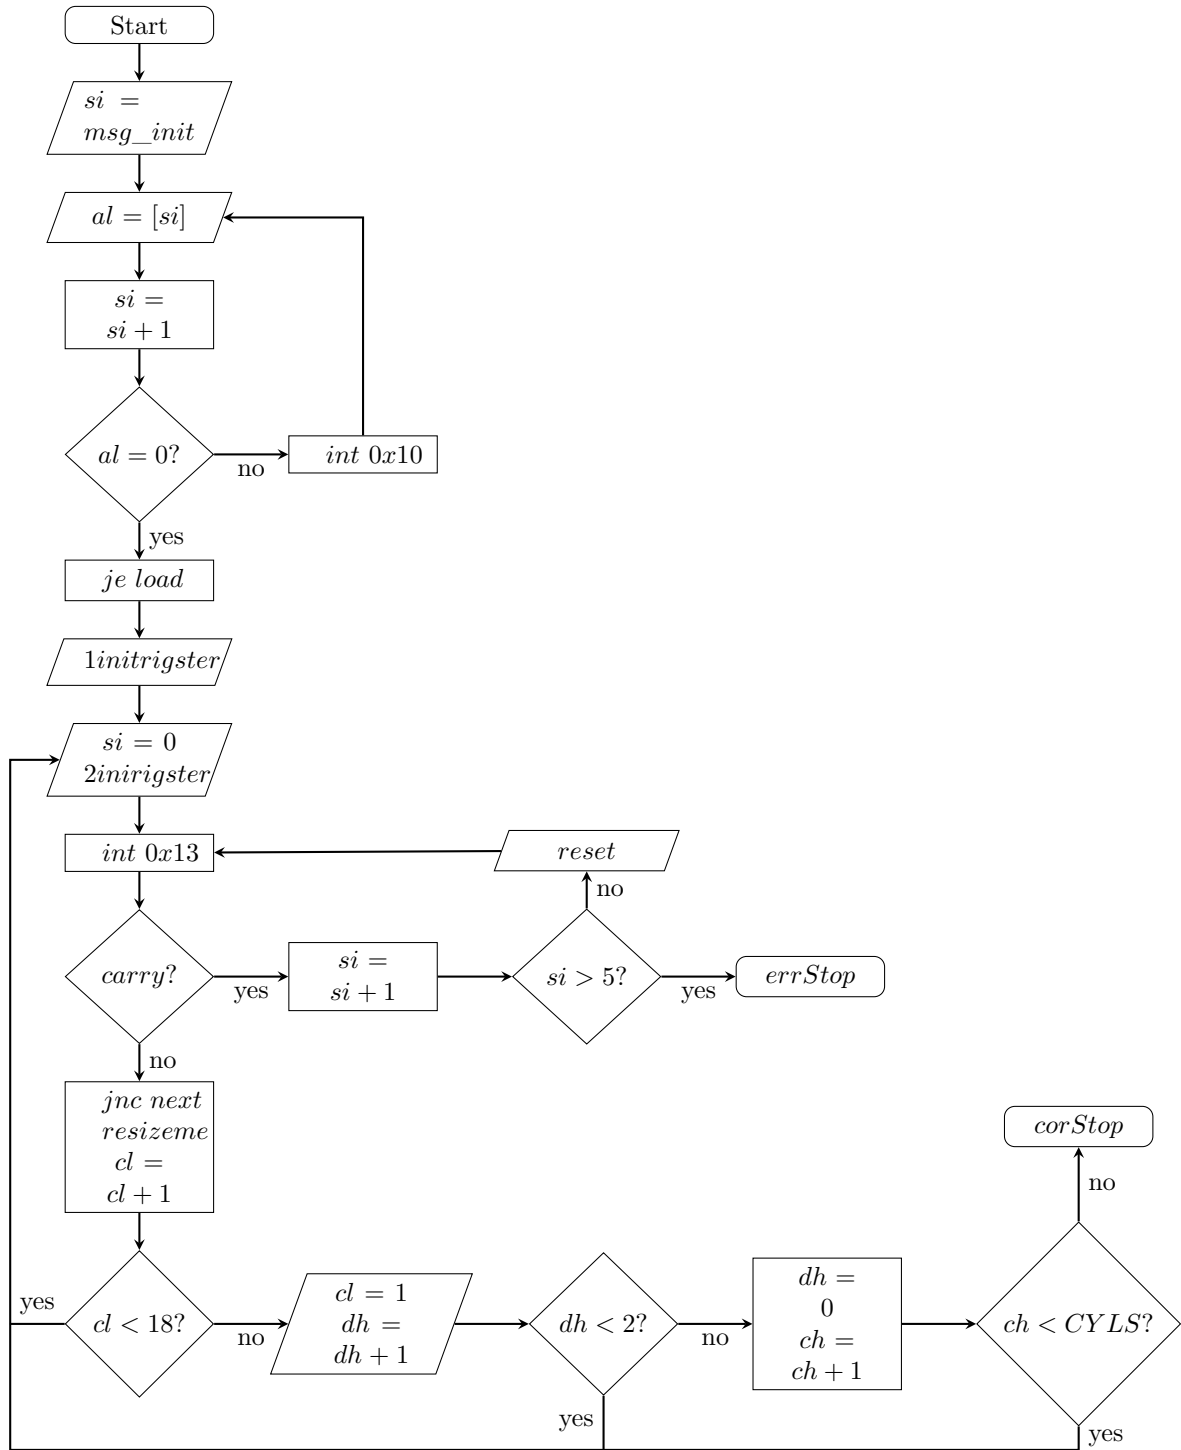 Start
si =
msg_init
al = [si]
si =
si + 1
al = 0?
no
int 0x10
yes
je load
1initrigster
si = 0
2inirigster
int 0x13
reset
no
carry?
yes
si =
si + 1
si > 5?
yes
errStop
no
jnc next
resizeme
cl =
cl + 1
corStop
no
yes
cl < 18?
no
cl = 1
dh =
dh + 1
dh < 2?
no
dh =
0
ch =
ch + 1
ch < CYLS?
yes
yes